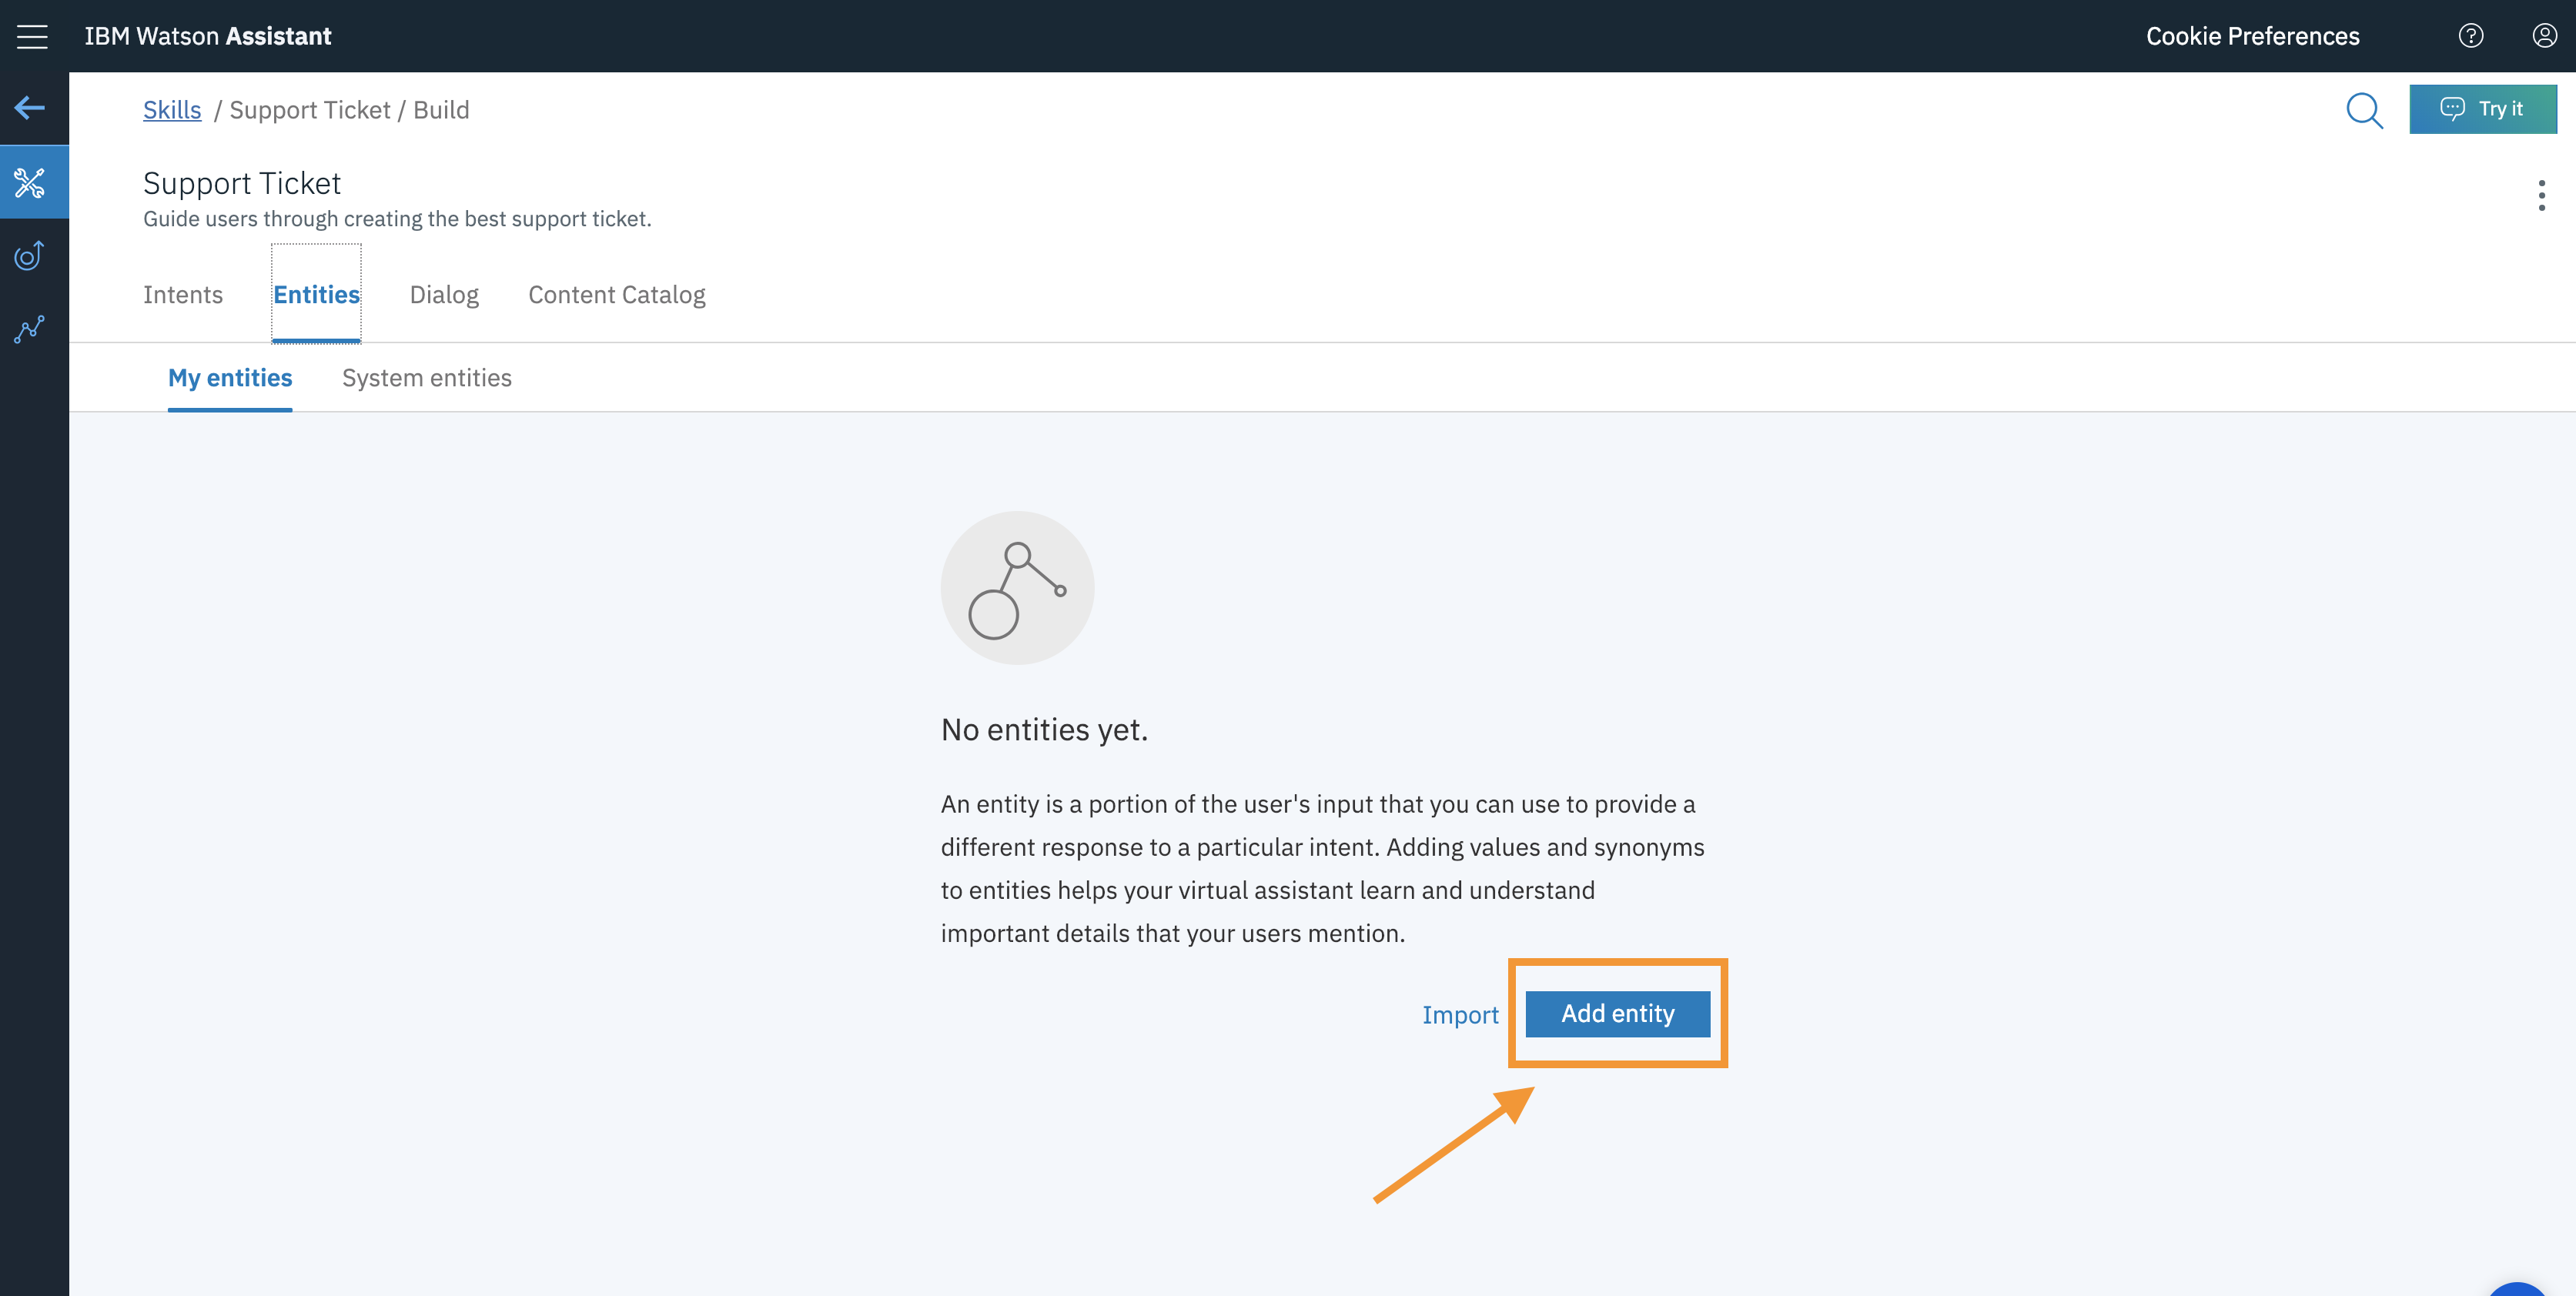 IBM Watson Assistant
Cookie Preferences
Skills / Support Ticket / Build
Try it
Support Ticket
Guide users through creating the best support ticket.
Intents
Entities
Dialog
Content Catalog
My entities
System entities
No entities yet.
An entity is a portion of the user's input that you can use to provide a
different response to a particular intent. Adding values and synonyms
to entities helps your virtual assistant learn and understand
important details that your users mention.
Import
Add entity